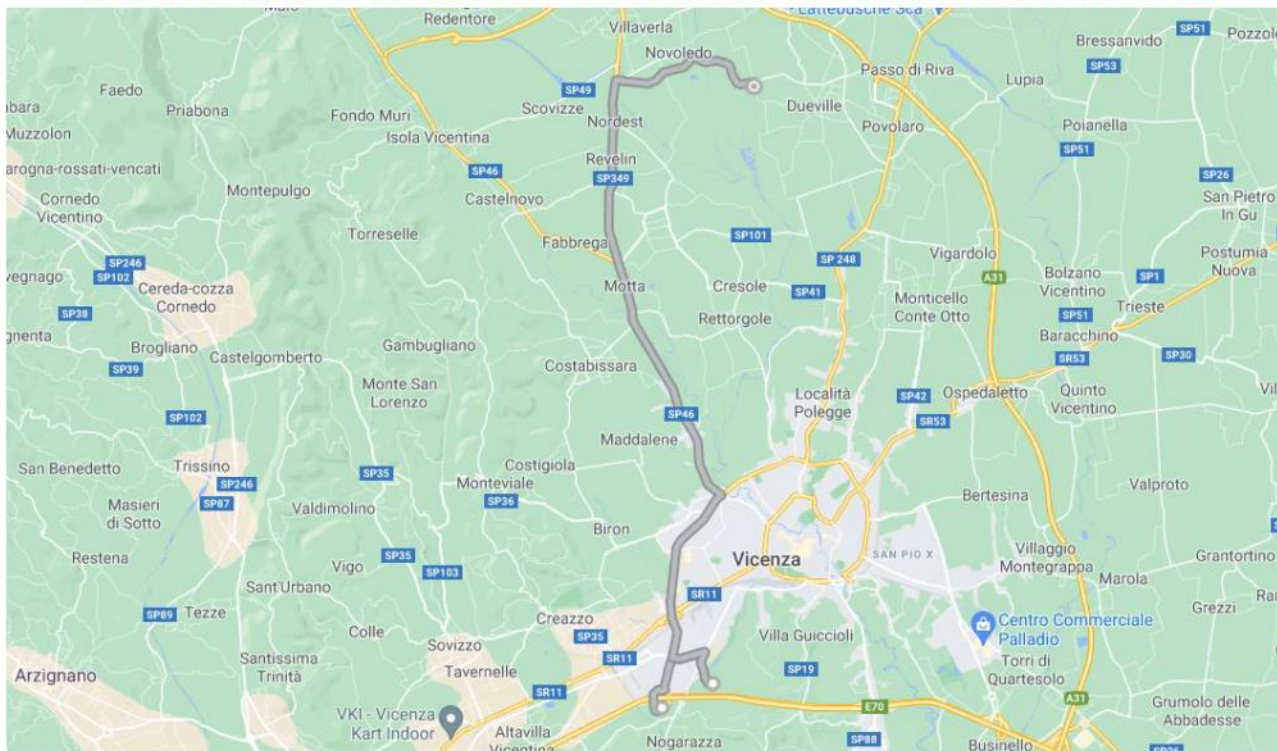 Lattebusche Sca
Redentore
Villaverla
Novoledo
Bressanvido
SP51
SP53
Passo di Riva
Lupia
Faedo
Priabona
SP49
Scovizze
Dueville
Fondo Muri
Nordest
Povolaro
Poianella
Muzzolon
Isola Vicentina
Revelin
SP51
SP46
SP349
SP26
arogna-rossati-vencati
Montepulgo
Castelnovo
San Pietro
In Gu
Cornedo
Vicentino
Torreselle
SP101
Fabbrega
Vigardolo
Postumia
Nuova
SP246
SP102
SP 248
A31
Bolzano
Vicentino
SP1
Cereda-cozza
Cornedo
Motta
Cresole
SP41
Monticello
Conte Otto
Trieste
SP38
Rettorgole
SP51
Baracchino
Brogliano
Gambugliano
SR53
SP30
SP39
Castelgomberto
Costabissara
Monte San
Lorenzo
Località
Polegge
SP42
Ospedaletto
Quinto
Vicentino
SP102
SP46
SR53
Maddalene
San Benedetto
Trissino
SP35
Costigiola
SP246
Monteviale
Masieri
di Sotto
SP87
Valdimolino
SP36
Bertesina
Valproto
Biron
Restena
SP35
Vicenza
SAN PIO X
Villaggio
Montegrappa
Grantortino
Vigo
SP103
Marola
Sant'Urbano
SR11
SP89
Tezze
Creazzo
Grezzi
Colle
SP35
Villa Guiccioli
Centro Commerciale
Palladio
Sovizzo
Arzignano
Santissima
Trinità
Tavernelle
SR11
SP19
Torri di
Quartesolo
SR11
A31
Grumolo delle
Abbadesse
VKI - Vicenza
Kart Indoor
E70
Altavilla
Vicentina
Nogarazza
SP88
Businello